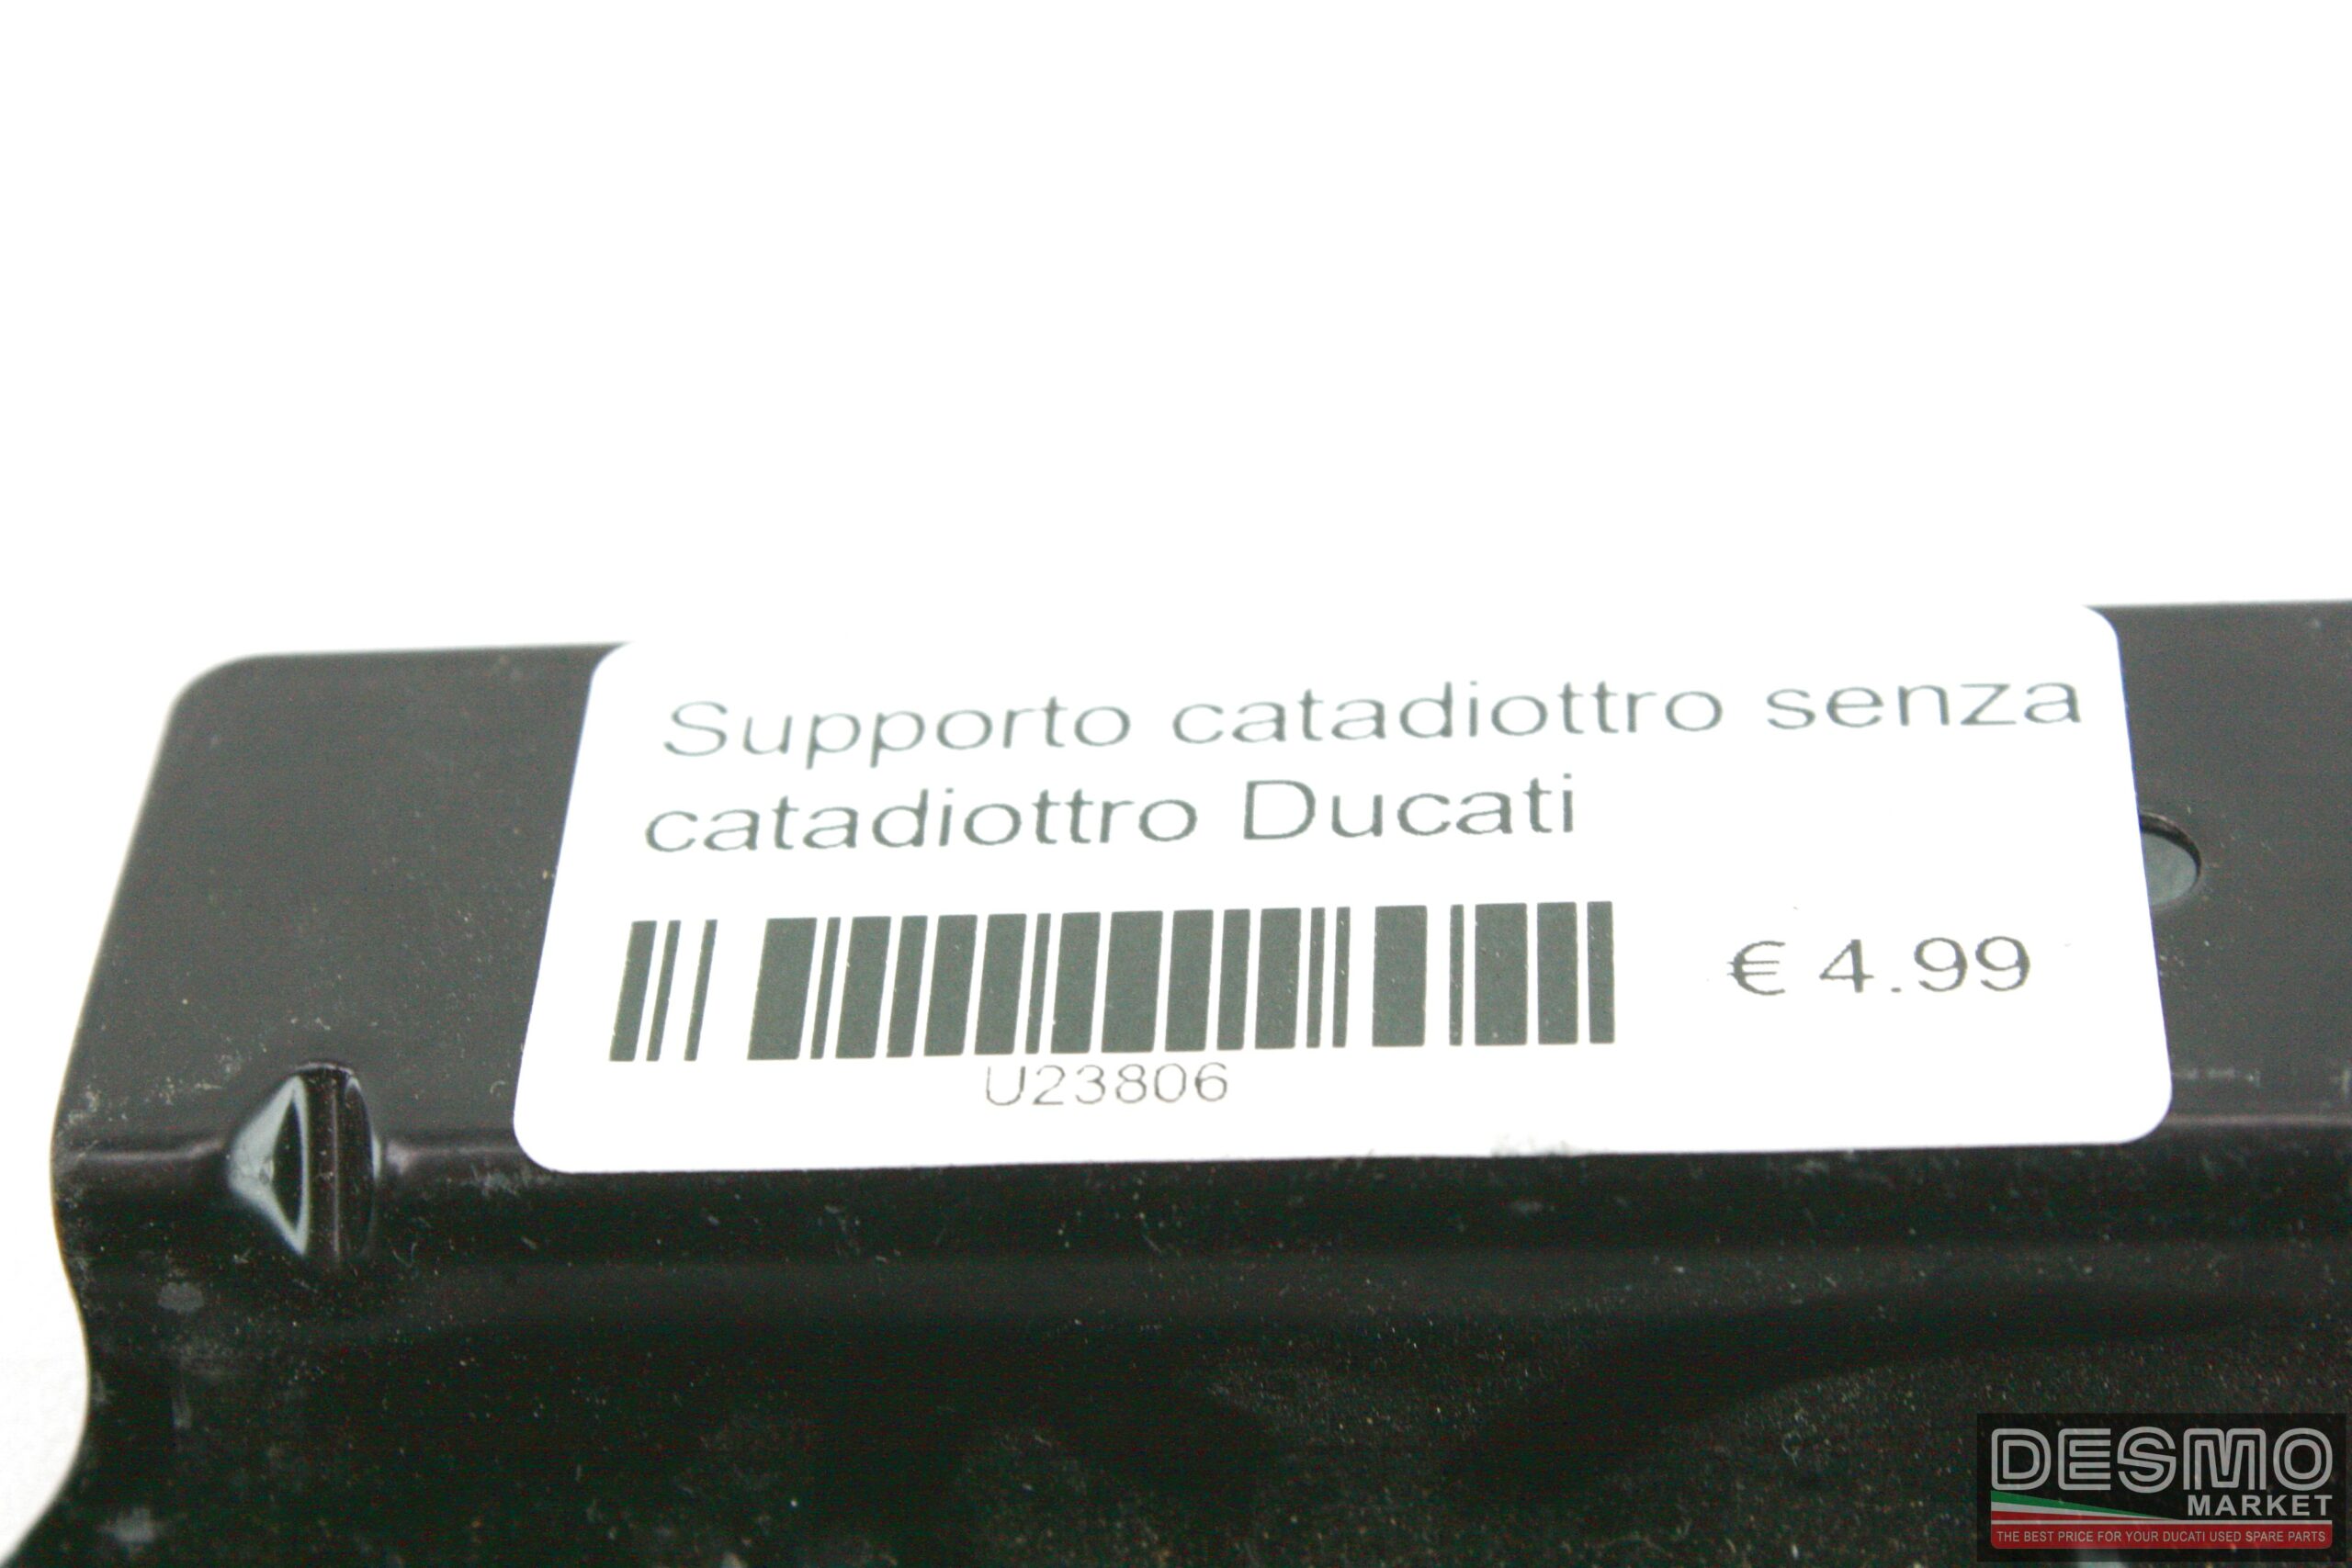 Supporto catadiottro senza
catadiottro Ducati
€ 4.99
U23806
DESMO
MARKET
THE BEST PRICE FOR YOUR DUCATI USED SPARE PARTS